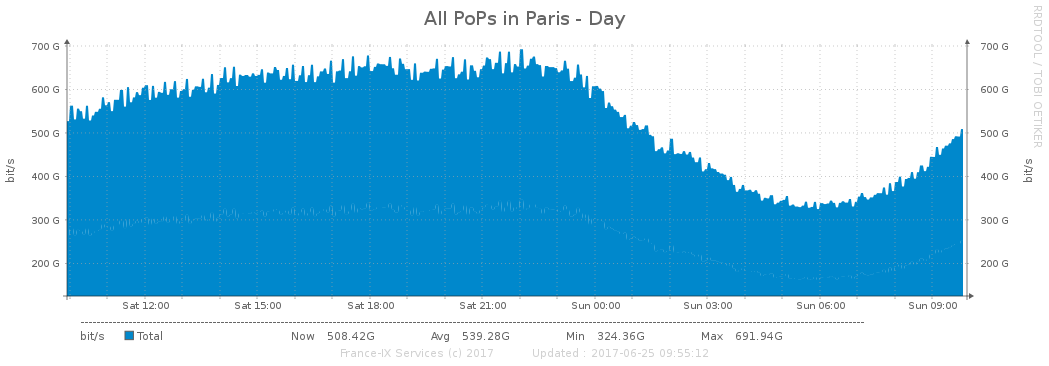 All PoPs in Paris - Day
RRDTOOL / TOBI OETIKER
bit/s
700 G
600 G
500 G
400 G
300 G
200 G
700 G
600 G
500 G
400 G
300 G
200 G
bit/s
Sat 12:00 Sat 15:00 Sat 18:00 Sat 21:00 Sun 00:00 Sun 03:00 Sun 06:00 Sun 09:00
bit/s Total Now 508.42G Avg 539.28G Min 324.36G Max 691.94G
France-IX Services (c) 2017 Updated : 2017-06-25 09:55:12